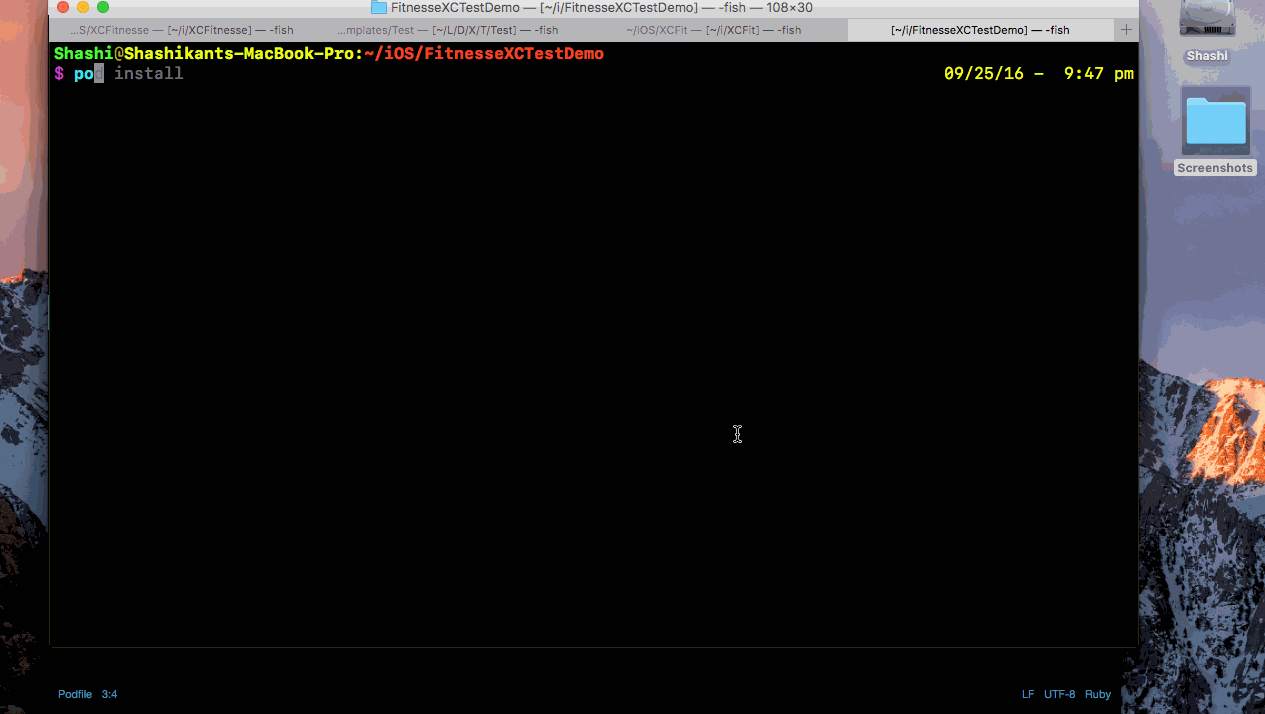 FitnesseXCTestDemo — [~/i/FitnesseXCTestDemo] — -fish — 108×30
...S/XCFitnesse — [~/i/XCFitnesse] — -fish
...mplates/Test — [~/L/D/X/T/Test] — -fish
~/iOS/XCFit — [~/i/XCFit] — -fish
[~/i/FitnesseXCTestDemo] — -fish
Shashi@Shashikants-MacBook-Pro:~/iOS/FitnesseXCTestDemo
$ pod install
09/25/16 - 9:47 pm
Shashi
Screenshots
Podfile 3:4
LF UTF-8 Ruby